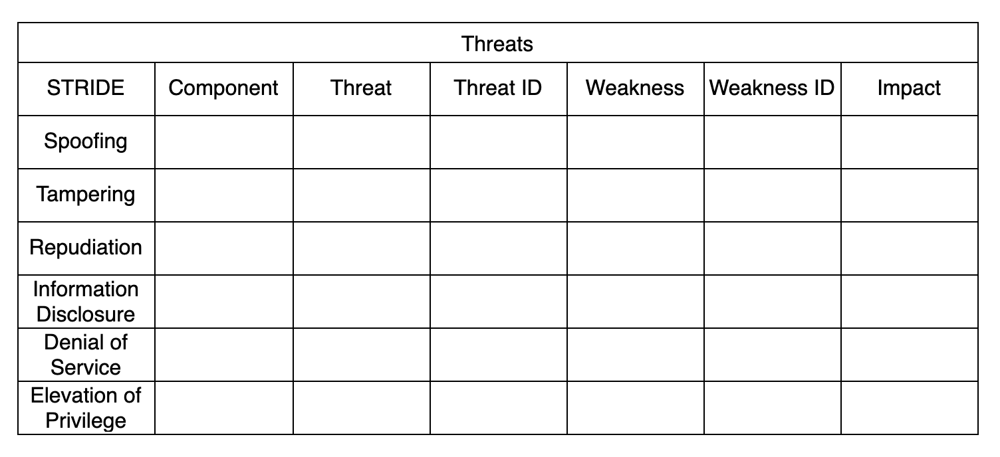 Threats
STRIDE
Component
Threat
Threat ID
Weakness
Weakness ID
Impact
Spoofing
Tampering
Repudiation
Information
Disclosure
Denial of
Service
Elevation of
Privilege